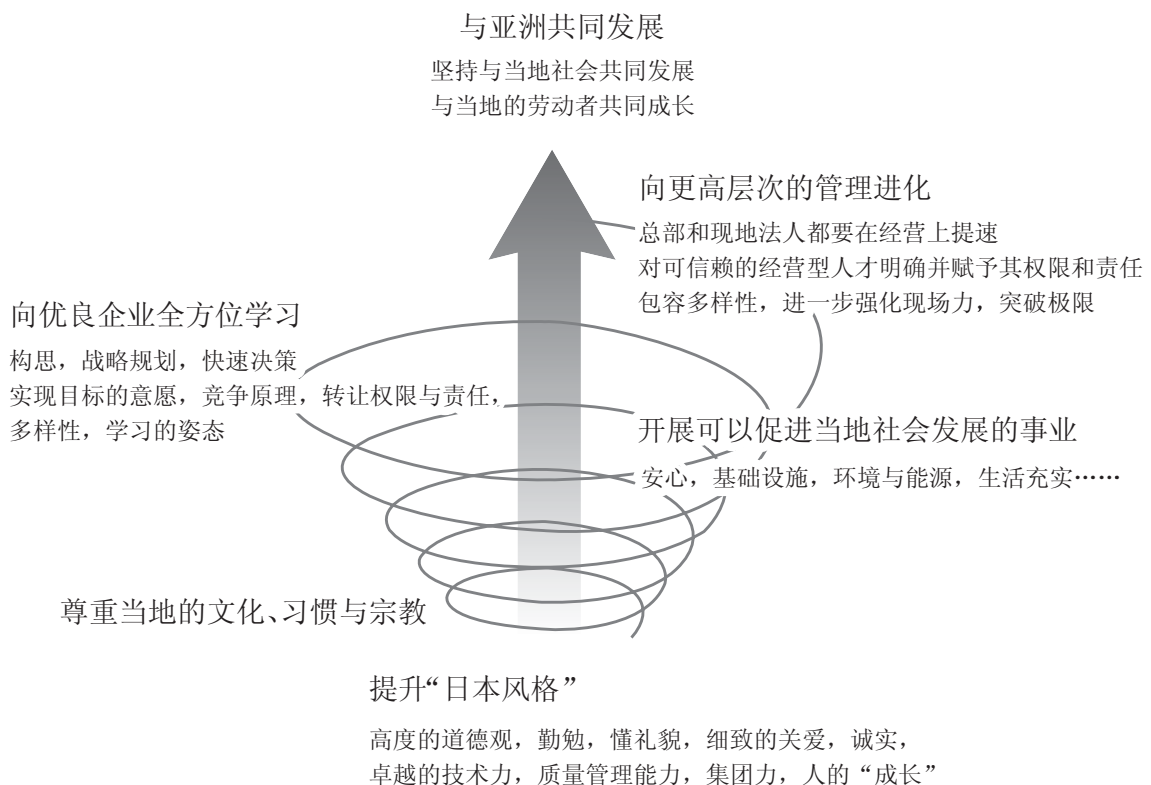 与亚洲共同发展
坚持与当地社会共同发展
与当地的劳动者共同成长
向更高层次的管理进化
总部和现地法人都要在经营上提速
对可信赖的经营型人才明确并赋予其权限和责任
包容多样性，进一步强化现场力，突破极限
向优良企业全方位学习
构思，战略规划，快速决策
实现目标的意愿，竞争原理，转让权限与责任，
多样性，学习的姿态
开展可以促进当地社会发展的事业
安心，基础设施，环境与能源，生活充实……
尊重当地的文化、习惯与宗教
提升“日本风格”
高度的道德观，勤勉，懂礼貌，细致的关爱，诚实，
卓越的技术力，质量管理能力，集团力，人的“成长”